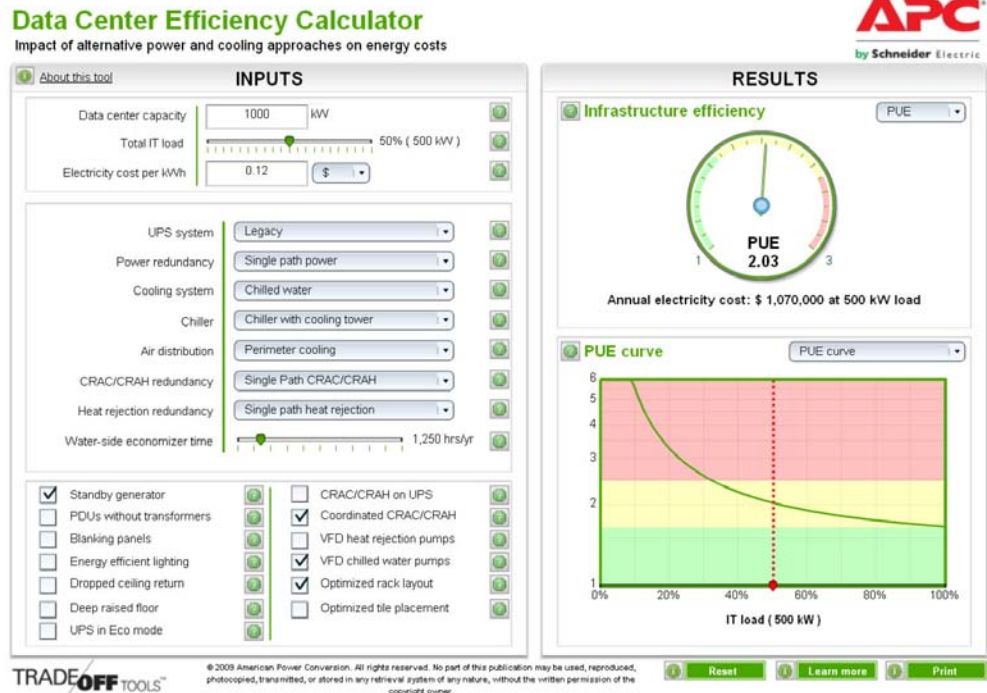 Data Center Efficiency Calculator
Impact of alternative power and cooling approaches on energy costs
APC
by Schneider Electric
About this tool
INPUTS
Data center capacity 1000 kW
Total IT load 50% ( 500 kW )
Electricity cost per kWh 0.12 $
UPS system Legacy
Power redundancy Single path power
Cooling system Chilled water
Chiller Chiller with cooling tower
Air distribution Perimeter cooling
CRAC/CRAH redundancy Single Path CRAC/CRAH
Heat rejection redundancy Single path heat rejection
Water-side economizer time 1,250 hrs/yr
Standby generator
PDUs without transformers
Blanking panels
Energy efficient lighting
Dropped ceiling return
Deep raised floor
UPS in Eco mode
CRAC/CRAH on UPS
Coordinated CRAC/CRAH
VFD heat rejection pumps
VFD chilled water pumps
Optimized rack layout
Optimized tile placement
RESULTS
Infrastructure efficiency PUE
PUE
2.03
1 3
Annual electricity cost: $ 1,070,000 at 500 kW load
PUE curve PUE curve
6
5
4
3
2
1
0% 20% 40% 60% 80% 100%
IT load ( 500 kW )
TRADEOFF TOOLS™
© 2009 American Power Conversion. All rights reserved. No part of this publication may be used, reproduced,
photocopied, transmitted, or stored in any retrieval system of any nature, without the written permission of the
copyright owner.
Reset Learn more Print